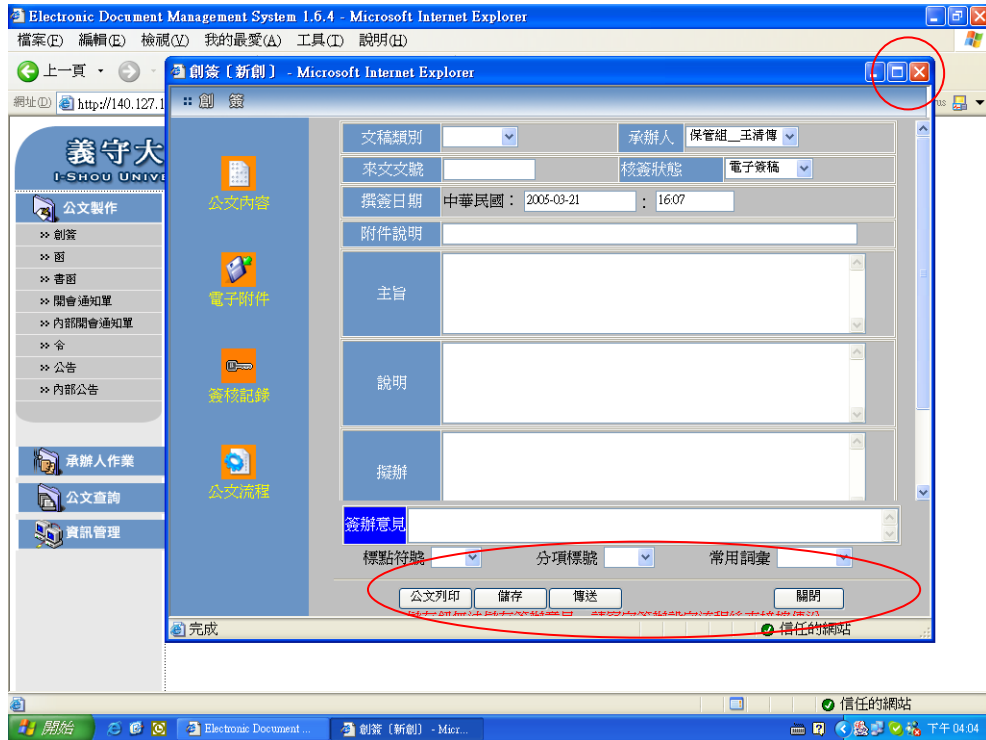 Electronic Document Management System 1.6.4 - Microsoft Internet Explorer
檔案(F) 編輯(E) 檢視(V) 我的最愛(A) 工具(T) 說明(H)
上一頁
網址(D) http://140.127.1
創簽〔新創〕 - Microsoft Internet Explorer
:: 創 簽
義守大
I-SHOU UNIVE
公文製作
>> 創簽
>> 函
>> 書函
>> 開會通知單
>> 內部開會通知單
>> 令
>> 公告
>> 內部公告
承辦人作業
公文查詢
資訊管理
公文內容
電子附件
簽核記錄
公文流程
文稿類別 承辦人 保管組__王清傳
來文文號 核簽狀態 電子簽稿
撰簽日期 中華民國： 2005-03-21 : 16:07
附件說明
主旨
說明
擬辦
簽辦意見
標點符號 分項標號 常用詞彙
公文列印 儲存 傳送 關閉
完成 信任的網站
信任的網站
開始 Electronic Document ... 創簽〔新創〕 - Micr... 下午 04:04